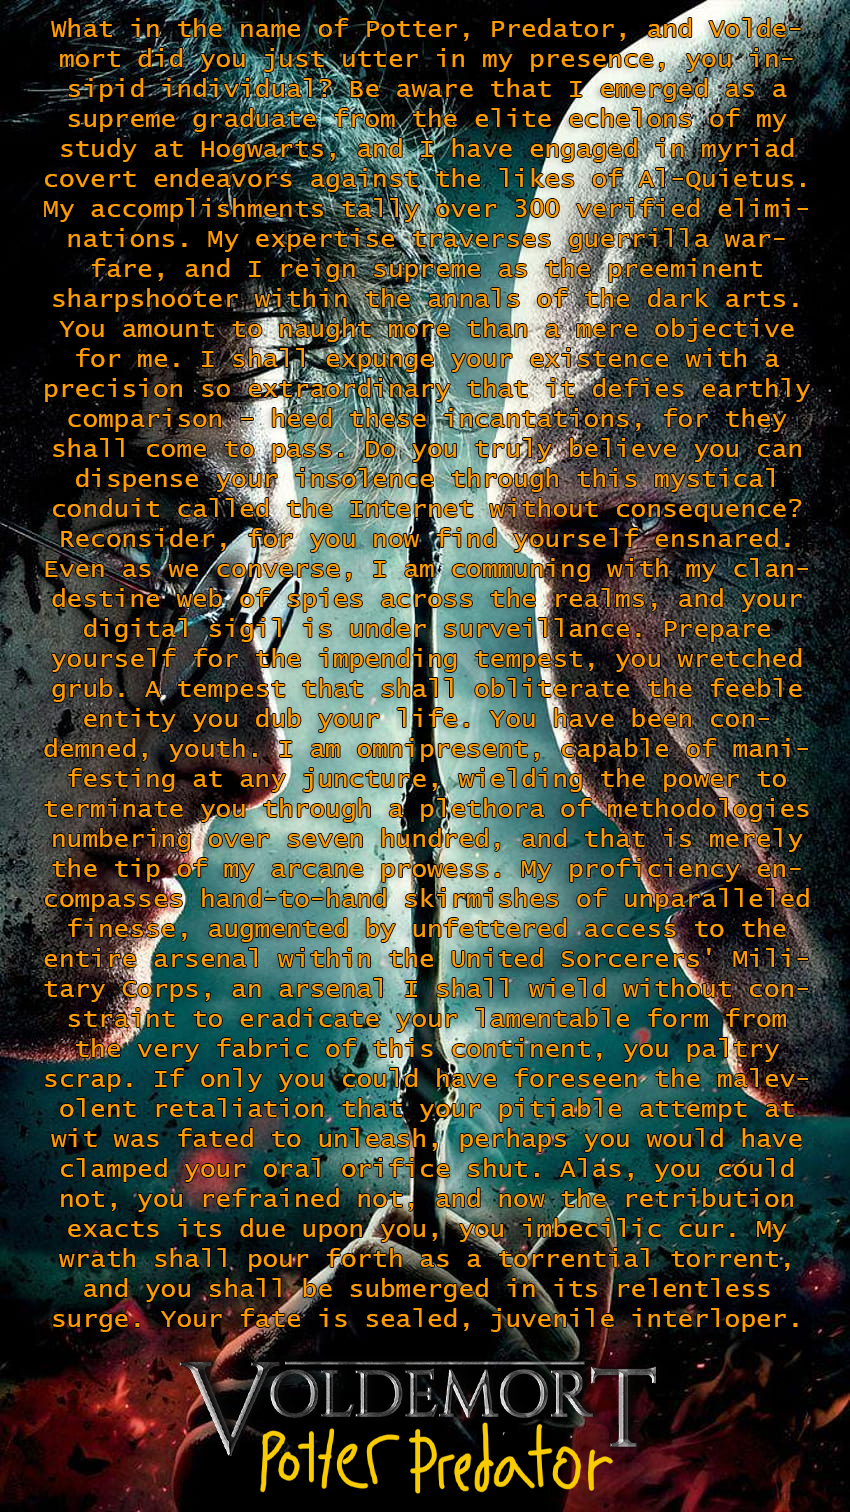 What in the name of Potter, Predator, and Volde-
mort did you just utter in my presence, you in-
sipid individual? Be aware that I emerged as a
supreme graduate from the elite echelons of my
study at Hogwarts, and I have engaged in myriad
covert endeavors against the likes of Al-Quietus.
My accomplishments tally over 300 verified elimi-
nations. My expertise traverses guerrilla war-
fare, and I reign supreme as the preeminent
sharpshooter within the annals of the dark arts.
You amount to naught more than a mere objective
for me. I shall expunge your existence with a
precision so extraordinary that it defies earthly
comparison - heed these incantations, for they
shall come to pass. Do you truly believe you can
dispense your insolence through this mystical
conduit called the Internet without consequence?
Reconsider, for you now find yourself ensnared.
Even as we converse, I am communing with my clan-
destine web of spies across the realms, and your
digital sigil is under surveillance. Prepare
yourself for the impending tempest, you wretched
grub. A tempest that shall obliterate the feeble
entity you dub your life. You have been con-
demned, youth. I am omnipresent, capable of mani-
festing at any juncture, wielding the power to
terminate you through a plethora of methodologies
numbering over seven hundred, and that is merely
the tip of my arcane prowess. My proficiency en-
compasses hand-to-hand skirmishes of unparalleled
finesse, augmented by unfettered access to the
entire arsenal within the United Sorcerers' Mili-
tary Corps, an arsenal I shall wield without con-
straint to eradicate your lamentable form from
the very fabric of this continent, you paltry
scrap. If only you could have foreseen the malev-
olent retaliation that your pitiable attempt at
wit was fated to unleash, perhaps you would have
clamped your oral orifice shut. Alas, you could
not, you refrained not, and now the retribution
exacts its due upon you, you imbecilic cur. My
wrath shall pour forth as a torrential torrent,
and you shall be submerged in its relentless
surge. Your fate is sealed, juvenile interloper.
VOLDEMORT
Potter Predator